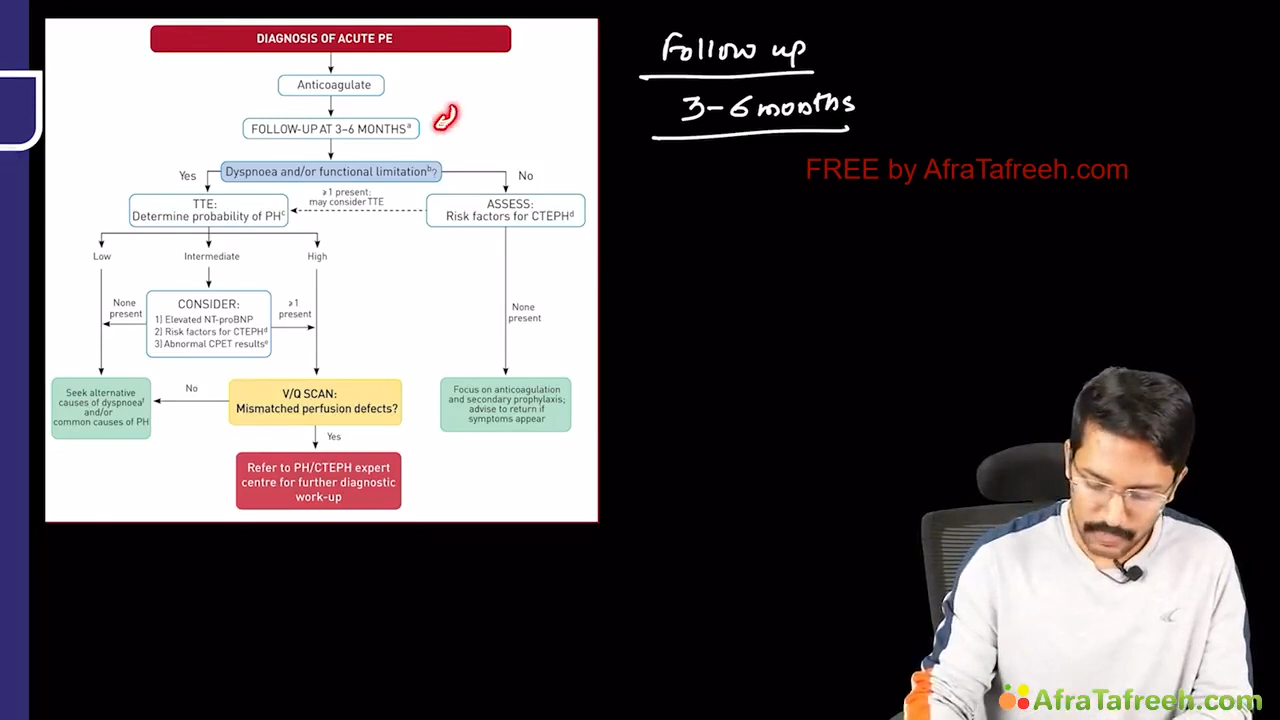 DIAGNOSIS OF ACUTE PE
Anticoagulate
FOLLOW-UP AT 3–6 MONTHSᵃ
Dyspnoea and/or functional limitationᵇ?
Yes
No
TTE:
Determine probability of PHᶜ
⩾1 present;
may consider TTE
ASSESS:
Risk factors for CTEPHᵈ
Low
Intermediate
High
None
present
CONSIDER:
1) Elevated NT-proBNP
2) Risk factors for CTEPHᵈ
3) Abnormal CPET resultsᵉ
⩾1
present
None
present
Seek alternative
causes of dyspnoeaᶠ
and/or
common causes of PH
No
V/Q SCAN:
Mismatched perfusion defects?
Focus on anticoagulation
and secondary prophylaxis;
advise to return if
symptoms appear
Yes
Refer to PH/CTEPH expert
centre for further diagnostic
work-up
Follow up
3-6 months
FREE by AfraTafreeh.com
AfraTafreeh.com